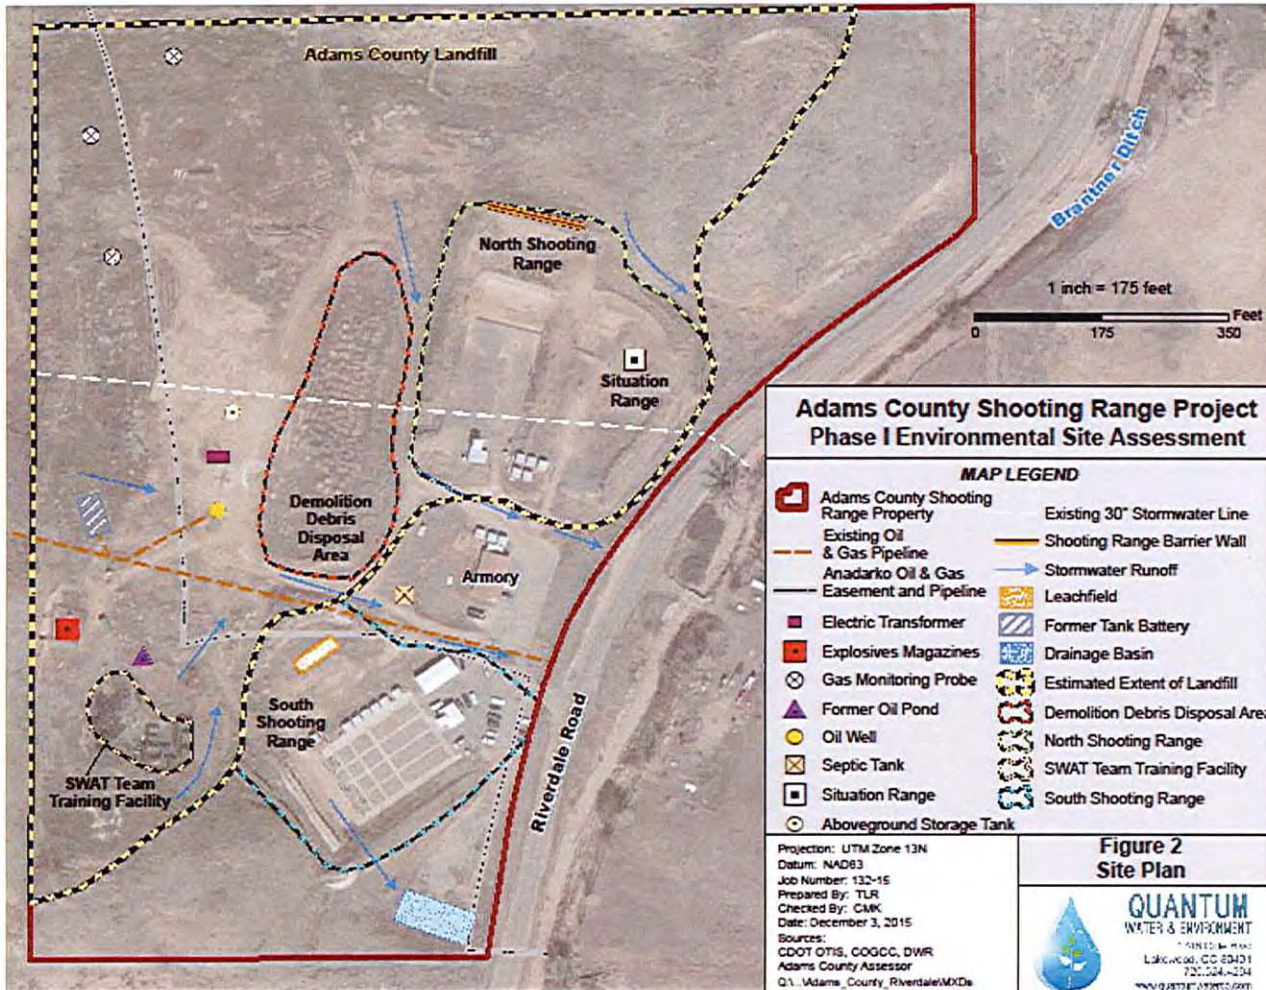 Adams County Landfill
Brantner Ditch
North Shooting
Range
1 inch = 175 feet
Feet
0
175
350
Situation
Range
Demolition
Debris
Disposal
Area
Armory
South
Shooting
Range
SWAT Team
Training Facility
Riverdale Road
Adams County Shooting Range Project
Phase I Environmental Site Assessment
MAP LEGEND
Adams County Shooting
Range Property
Existing Oil
& Gas Pipeline
Anadarko Oil & Gas
Easement and Pipeline
Electric Transformer
Explosives Magazines
Gas Monitoring Probe
Former Oil Pond
Oil Well
Septic Tank
Situation Range
Aboveground Storage Tank
Existing 30" Stormwater Line
Shooting Range Barrier Wall
Stormwater Runoff
Leachfield
Former Tank Battery
Drainage Basin
Estimated Extent of Landfill
Demolition Debris Disposal Area
North Shooting Range
SWAT Team Training Facility
South Shooting Range
Projection: UTM Zone 13N
Datum: NAD83
Job Number: 132-15
Prepared By: TLR
Checked By: CMK
Date: December 3, 2015
Sources:
CDOT OTIS, COGCC, DWR
Adams County Assessor
Q:\...\Adams_County_Riverdale\MXDs
Figure 2
Site Plan
QUANTUM
WATER & ENVIRONMENT
Lakewood, CO 80401